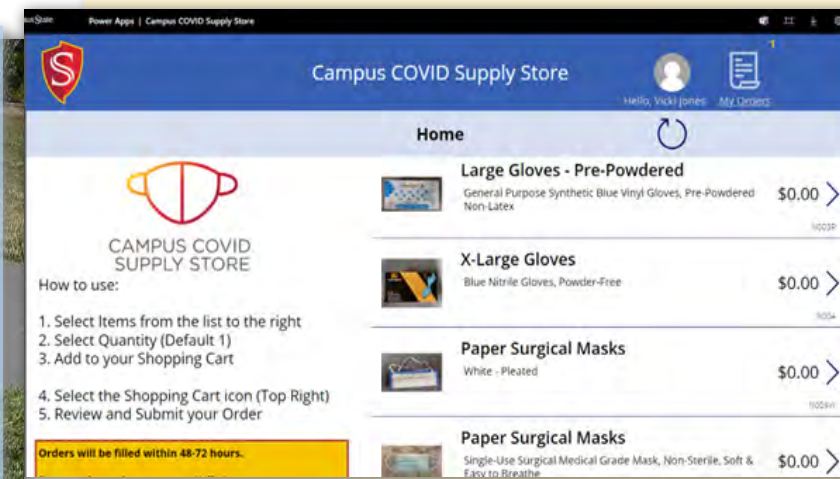 Power Apps | Campus COVID Supply Store
S
Campus COVID Supply Store
1
Hello, Vicki Jones
My Orders
Home
CAMPUS COVID
SUPPLY STORE
How to use:
1. Select Items from the list to the right
2. Select Quantity (Default 1)
3. Add to your Shopping Cart
4. Select the Shopping Cart icon (Top Right)
5. Review and Submit your Order
Orders will be filled within 48-72 hours.
Large Gloves - Pre-Powdered
General Purpose Synthetic Blue Vinyl Gloves, Pre-Powdered
Non-Latex
$0.00
X-Large Gloves
Blue Nitrile Gloves, Powder-Free
$0.00
Paper Surgical Masks
White - Pleated
$0.00
Paper Surgical Masks
Single-Use Surgical Medical Grade Mask, Non-Sterile, Soft &
Easy to Breathe
$0.00